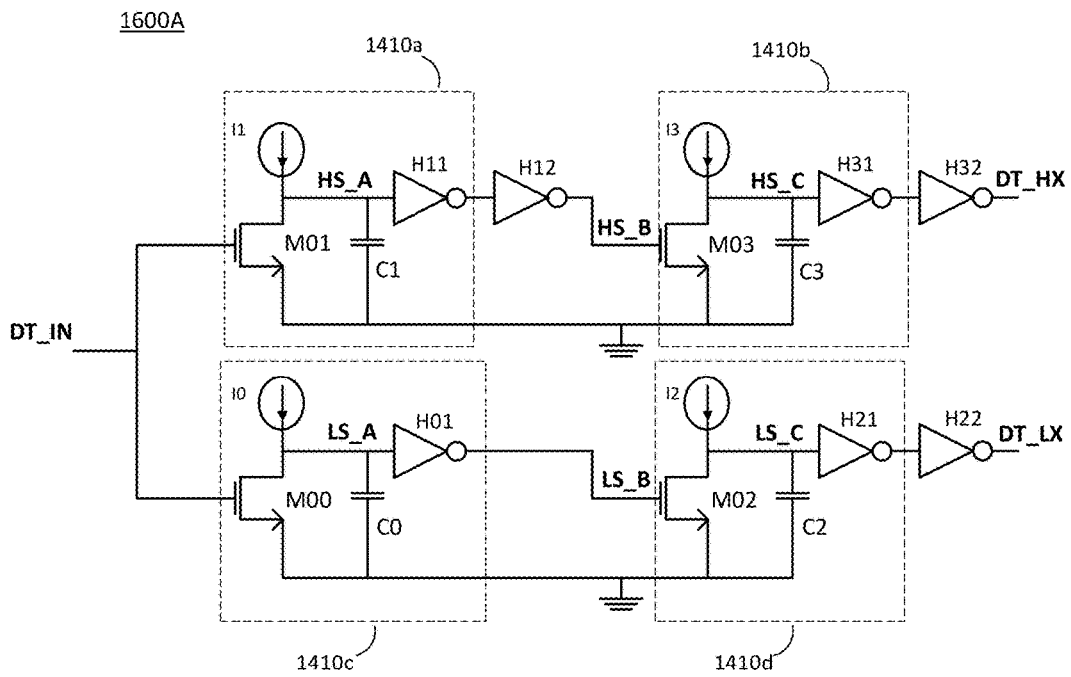 1600A
1410a
1410b
I1
HS_A
H11
H12
I3
HS_C
H31
H32
DT_HX
M01
C1
HS_B
M03
C3
DT_IN
I0
LS_A
H01
I2
LS_C
H21
H22
DT_LX
M00
C0
LS_B
M02
C2
1410c
1410d